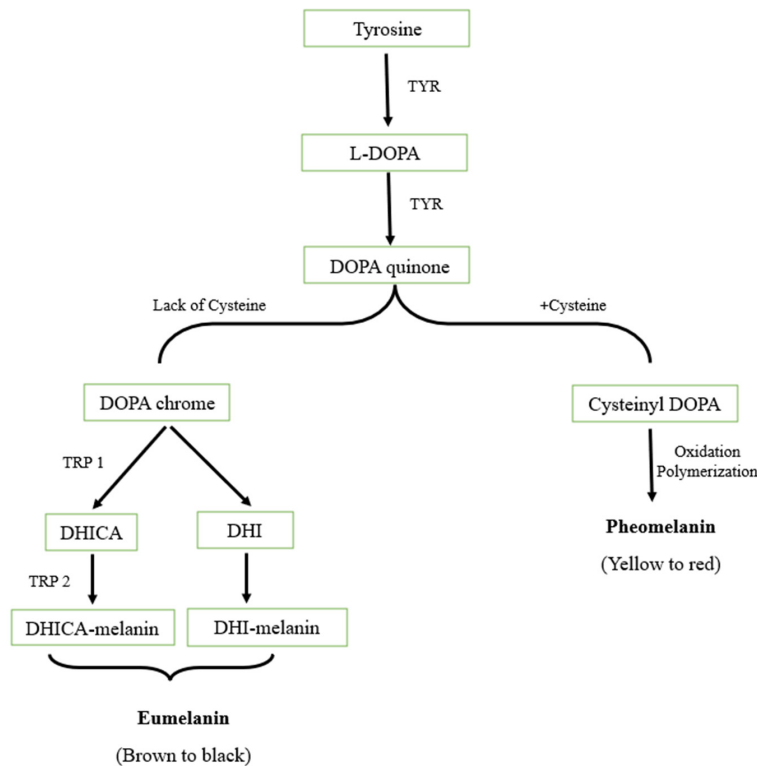 Tyrosine
TYR
L-DOPA
TYR
DOPA quinone
Lack of Cysteine
+Cysteine
DOPA chrome
Cysteinyl DOPA
TRP 1
Oxidation
Polymerization
DHICA
DHI
Pheomelanin
(Yellow to red)
TRP 2
DHICA-melanin
DHI-melanin
Eumelanin
(Brown to black)